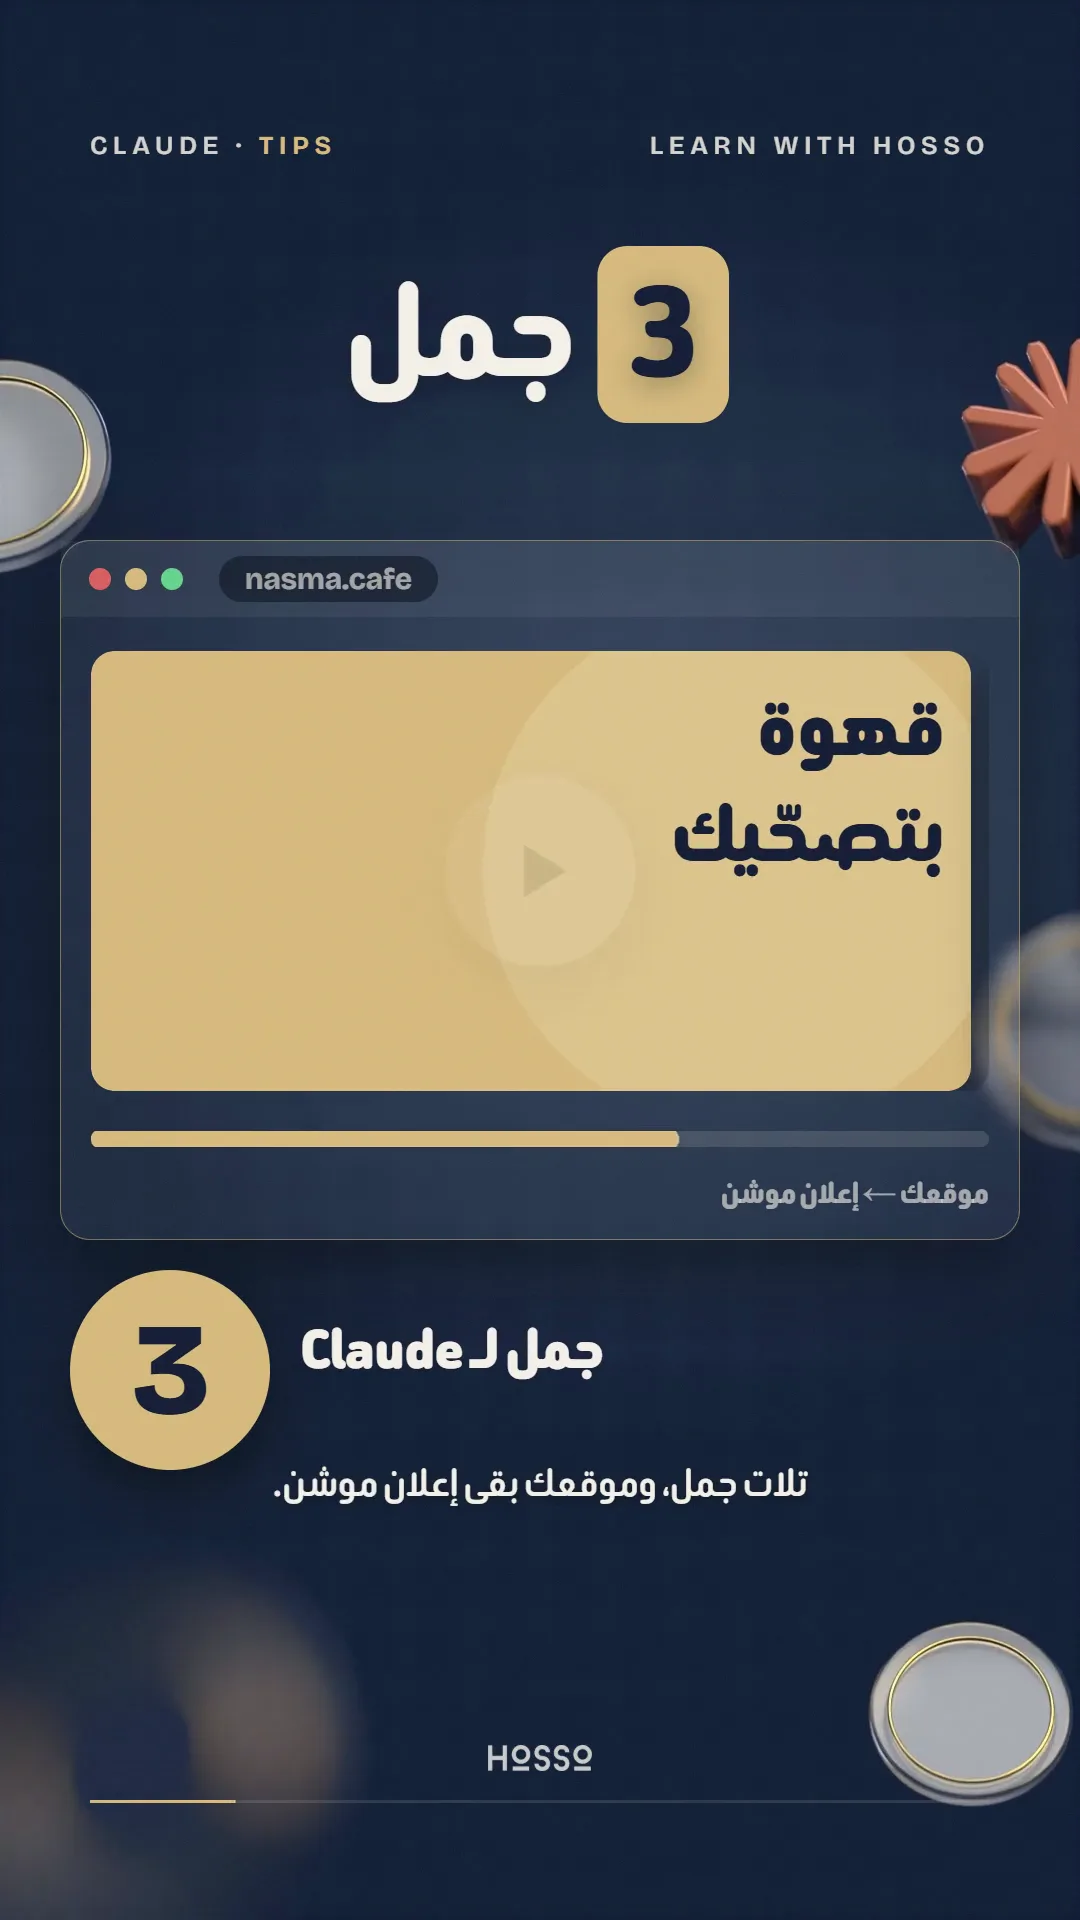 CLAUDE · TIPS
LEARN WITH HOSSO
3 جمل
nasma.cafe
قهوة
بتصحّيك
موقعك ← إعلان موشن
3
جمل لـ Claude
تلات جمل، وموقعك بقى إعلان موشن.
HOSSO